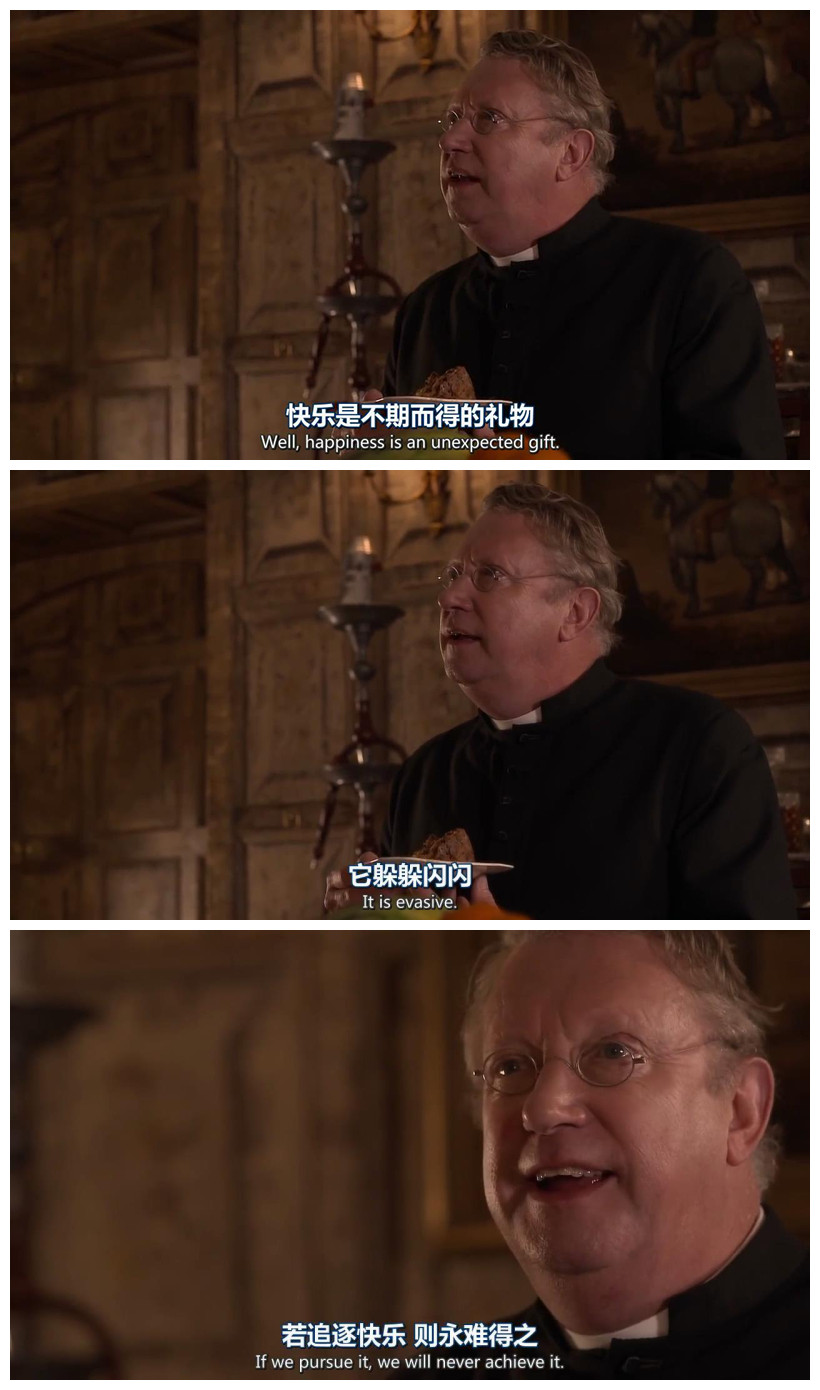 快乐是不期而得的礼物
Well, happiness is an unexpected gift.
它躲躲闪闪
It is evasive.
若追逐快乐 则永难得之
If we pursue it, we will never achieve it.